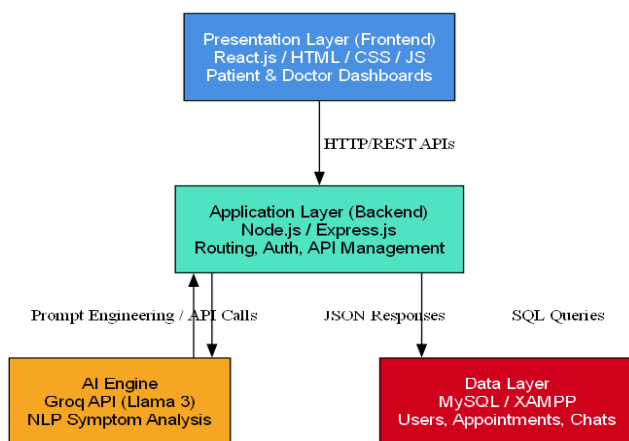 Presentation Layer (Frontend)
React.js / HTML / CSS / JS
Patient & Doctor Dashboards
HTTP/REST APIs
Application Layer (Backend)
Node.js / Express.js
Routing, Auth, API Management
Prompt Engineering / API Calls
JSON Responses
SQL Queries
AI Engine
Groq API (Llama 3)
NLP Symptom Analysis
Data Layer
MySQL / XAMPP
Users, Appointments, Chats